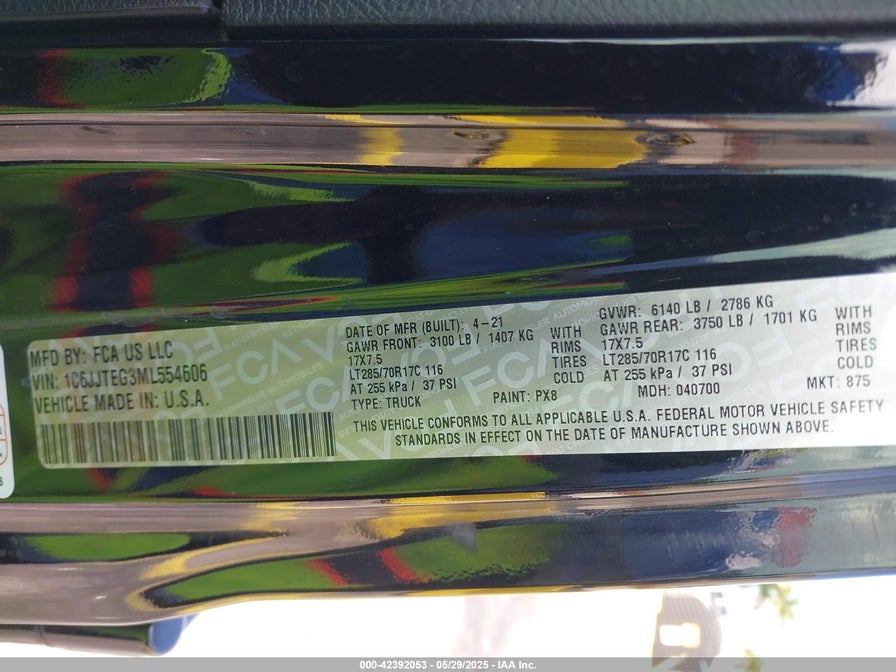 MFD BY: FCA US LLC
VIN: 1C6JJTEG3ML554606
VEHICLE MADE IN: U.S.A.
DATE OF MFR (BUILT): 4-21
GAWR FRONT: 3100 LB / 1407 KG WITH
17X7.5 RIMS
LT285/70R17C 116 TIRES
AT 255 kPa / 37 PSI COLD
TYPE: TRUCK PAINT: PX8
GVWR: 6140 LB / 2786 KG
GAWR REAR: 3750 LB / 1701 KG WITH
17X7.5 RIMS
LT285/70R17C 116 TIRES
AT 255 kPa / 37 PSI COLD
MDH: 040700 MKT: 875
THIS VEHICLE CONFORMS TO ALL APPLICABLE U.S.A. FEDERAL MOTOR VEHICLE SAFETY
STANDARDS IN EFFECT ON THE DATE OF MANUFACTURE SHOWN ABOVE.
000-42392053 - 05/29/2025 - IAA Inc.